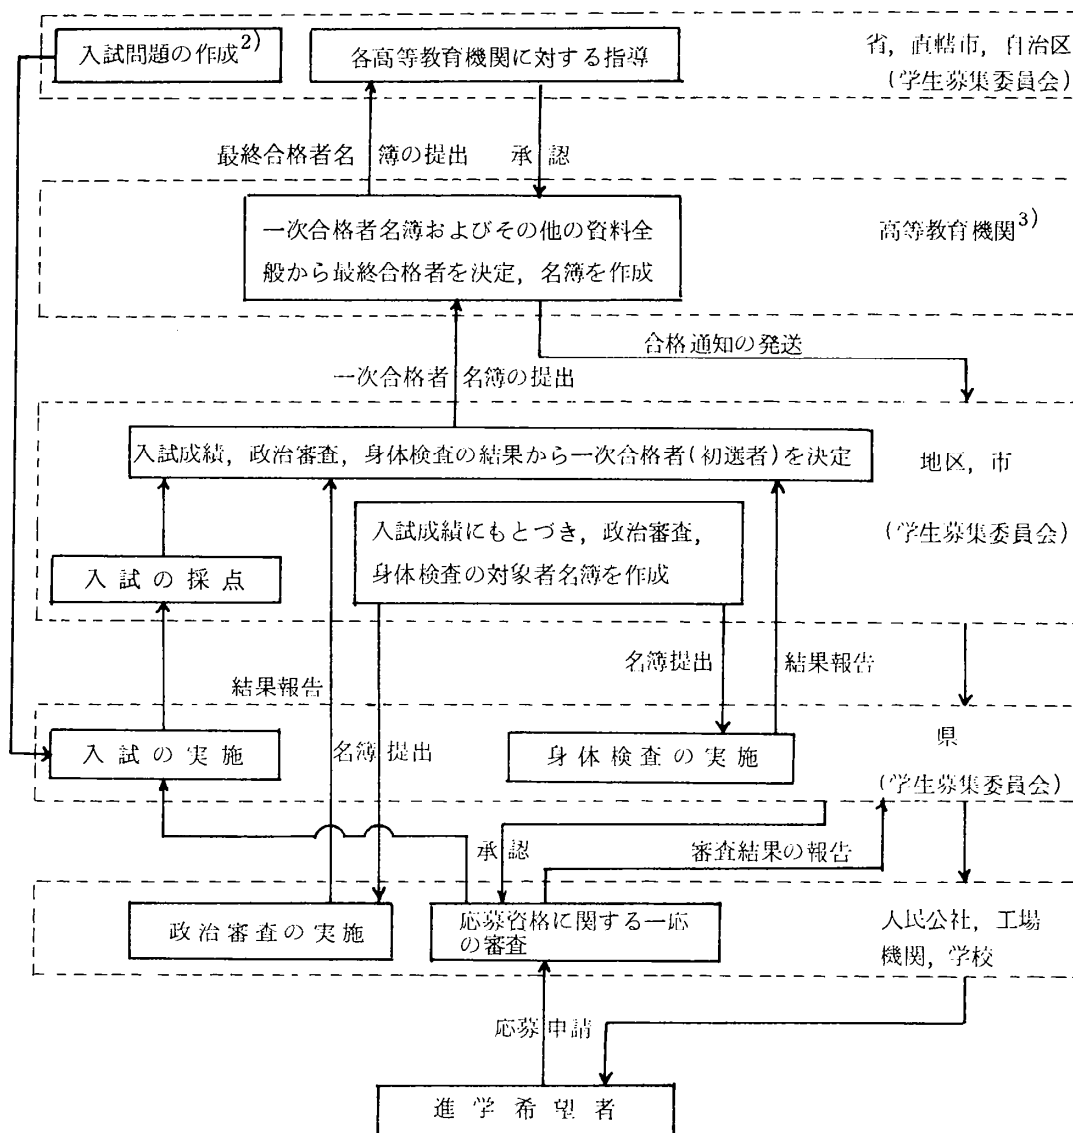 入試問題の作成2)
各高等教育機関に対する指導
省，直轄市，自治区
(学生募集委員会)
最終合格者名簿の提出
承認
一次合格者名簿およびその他の資料全
般から最終合格者を決定，名簿を作成
高等教育機関3)
合格通知の発送
一次合格者名簿の提出
入試成績，政治審査，身体検査の結果から一次合格者(初選者)を決定
地区，市
(学生募集委員会)
入試成績にもとづき，政治審査，
身体検査の対象者名簿を作成
入試の採点
名簿提出
結果報告
結果報告
入試の実施
名簿提出
身体検査の実施
県
(学生募集委員会)
承認
審査結果の報告
政治審査の実施
応募資格に関する一応
の審査
人民公社，工場
機関，学校
応募申請
進学希望者